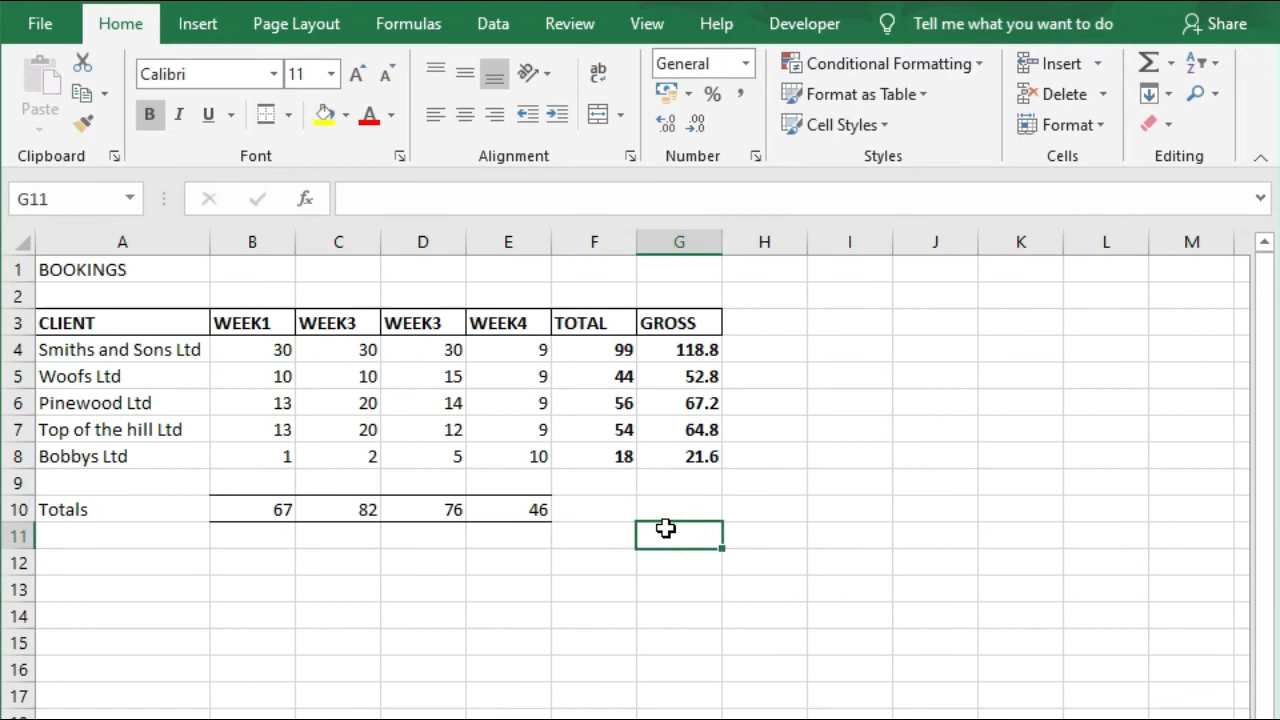 File Home Insert Page Layout Formulas Data Review View Help Developer Tell me what you want to do Share
Calibri 11 A A ab c General Conditional Formatting Insert Σ A Z
Paste Format as Table Delete
B I U A % , .00 .0 .00 Cell Styles Format
Clipboard Font Alignment Number Styles Cells Editing
G11 fx
A B C D E F G H I J K L M
1 BOOKINGS
2
3 CLIENT WEEK1 WEEK3 WEEK3 WEEK4 TOTAL GROSS
4 Smiths and Sons Ltd 30 30 30 9 99 118.8
5 Woofs Ltd 10 10 15 9 44 52.8
6 Pinewood Ltd 13 20 14 9 56 67.2
7 Top of the hill Ltd 13 20 12 9 54 64.8
8 Bobbys Ltd 1 2 5 10 18 21.6
9
10 Totals 67 82 76 46
11
12
13
14
15
16
17